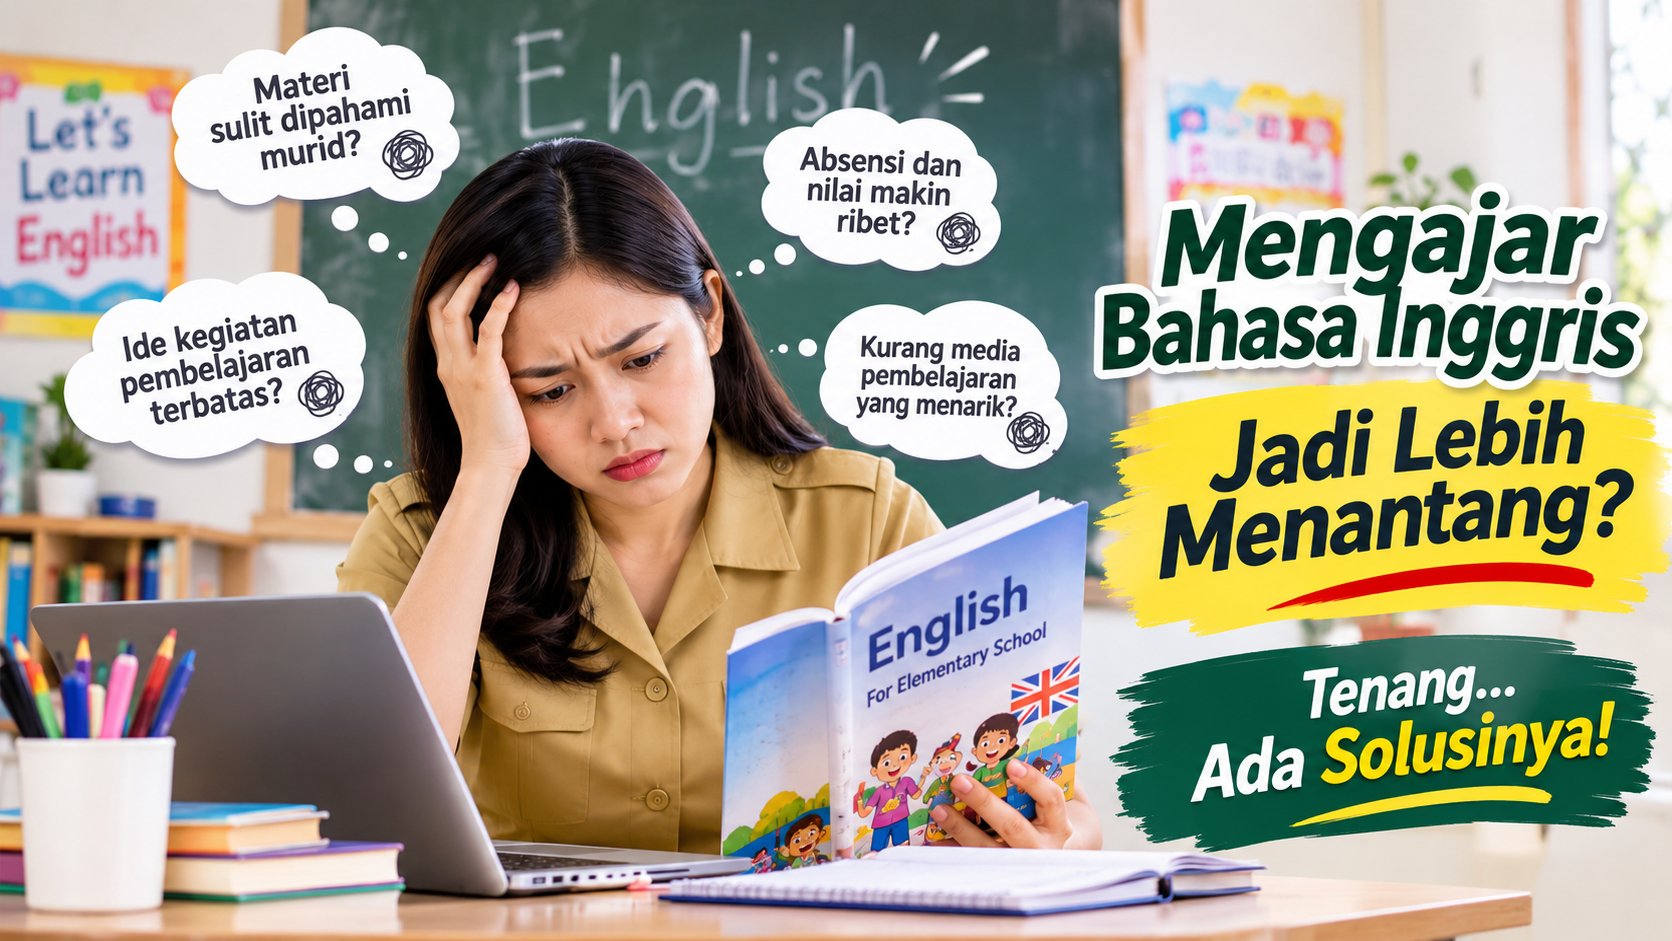 English
Let's
Learn
English
Materi
sulit dipahami
murid?
Absensi dan
nilai makin
ribet?
Ide kegiatan
pembelajaran
terbatas?
Kurang media
pembelajaran
yang menarik?
Mengajar
Bahasa Inggris
Jadi Lebih
Menantang?
Tenang...
Ada Solusinya!
English
For Elementary School